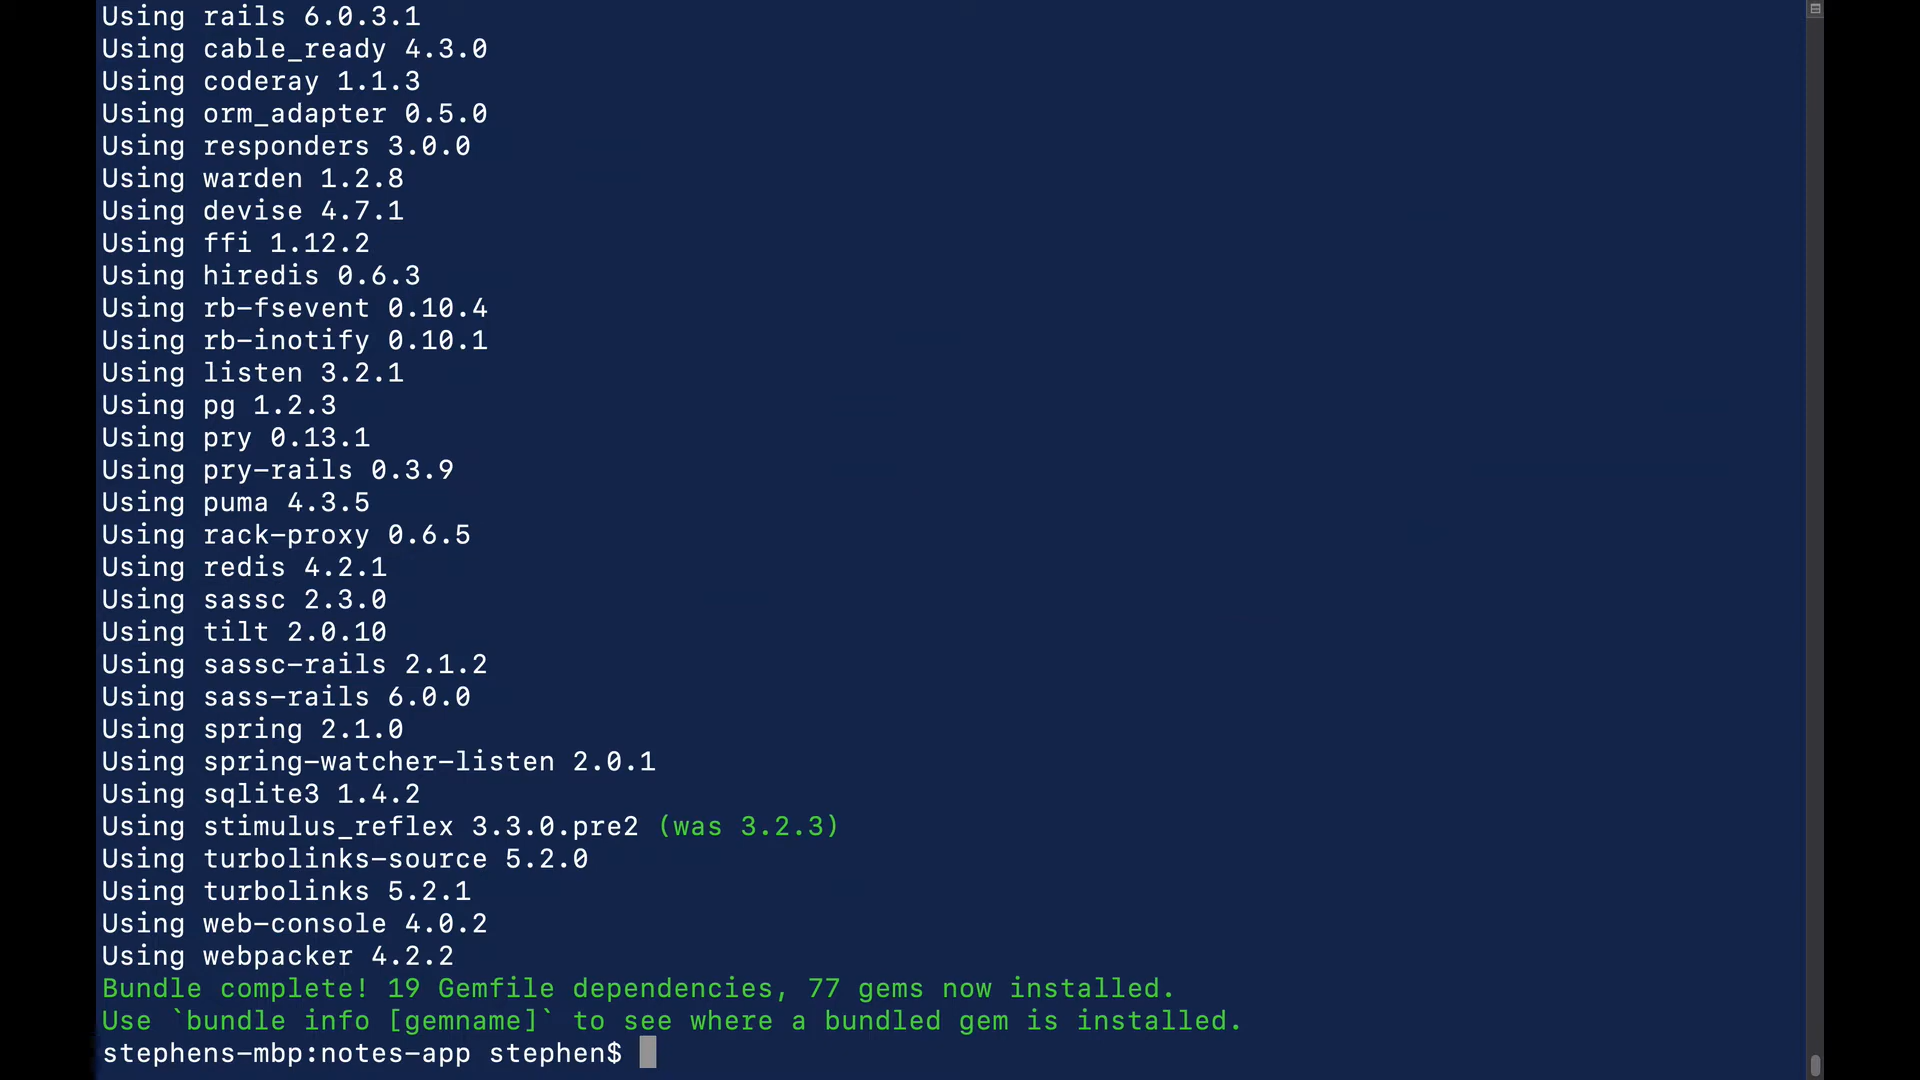 Using rails 6.0.3.1
Using cable_ready 4.3.0
Using coderay 1.1.3
Using orm_adapter 0.5.0
Using responders 3.0.0
Using warden 1.2.8
Using devise 4.7.1
Using ffi 1.12.2
Using hiredis 0.6.3
Using rb-fsevent 0.10.4
Using rb-inotify 0.10.1
Using listen 3.2.1
Using pg 1.2.3
Using pry 0.13.1
Using pry-rails 0.3.9
Using puma 4.3.5
Using rack-proxy 0.6.5
Using redis 4.2.1
Using sassc 2.3.0
Using tilt 2.0.10
Using sassc-rails 2.1.2
Using sass-rails 6.0.0
Using spring 2.1.0
Using spring-watcher-listen 2.0.1
Using sqlite3 1.4.2
Using stimulus_reflex 3.3.0.pre2 (was 3.2.3)
Using turbolinks-source 5.2.0
Using turbolinks 5.2.1
Using web-console 4.0.2
Using webpacker 4.2.2
Bundle complete! 19 Gemfile dependencies, 77 gems now installed.
Use `bundle info [gemname]` to see where a bundled gem is installed.
stephens-mbp:notes-app stephen$